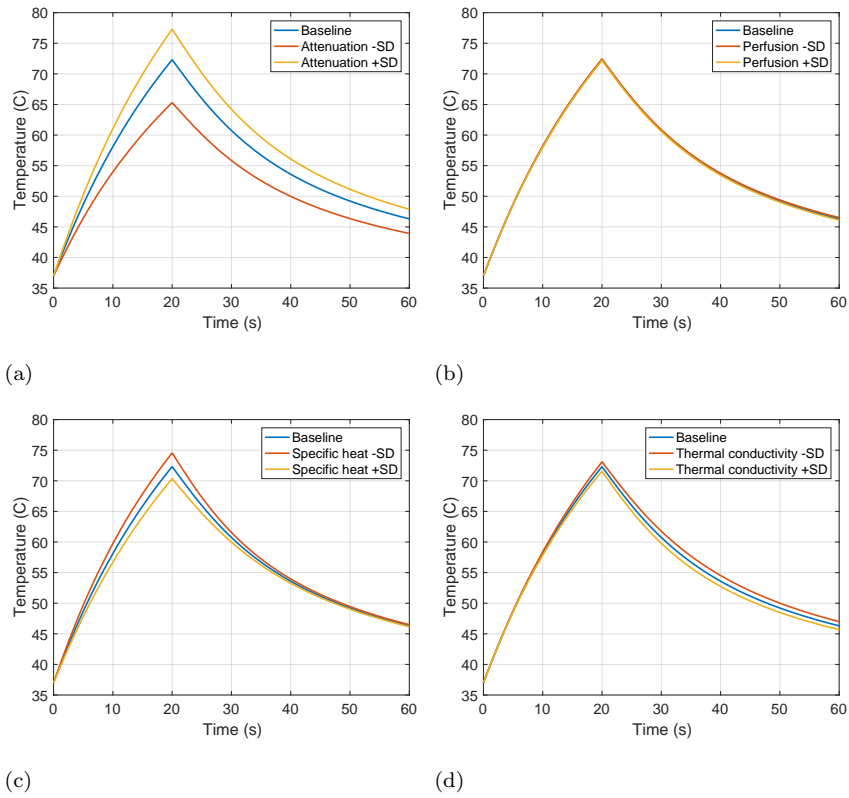 80
75
70
65
60
55
50
45
40
35
Temperature (C)
Baseline
Attenuation -SD
Attenuation +SD
0 10 20 30 40 50 60
Time (s)
(a)
80
75
70
65
60
55
50
45
40
35
Temperature (C)
Baseline
Perfusion -SD
Perfusion +SD
0 10 20 30 40 50 60
Time (s)
(b)
80
75
70
65
60
55
50
45
40
35
Temperature (C)
Baseline
Specific heat -SD
Specific heat +SD
0 10 20 30 40 50 60
Time (s)
(c)
80
75
70
65
60
55
50
45
40
35
Temperature (C)
Baseline
Thermal conductivity -SD
Thermal conductivity +SD
0 10 20 30 40 50 60
Time (s)
(d)